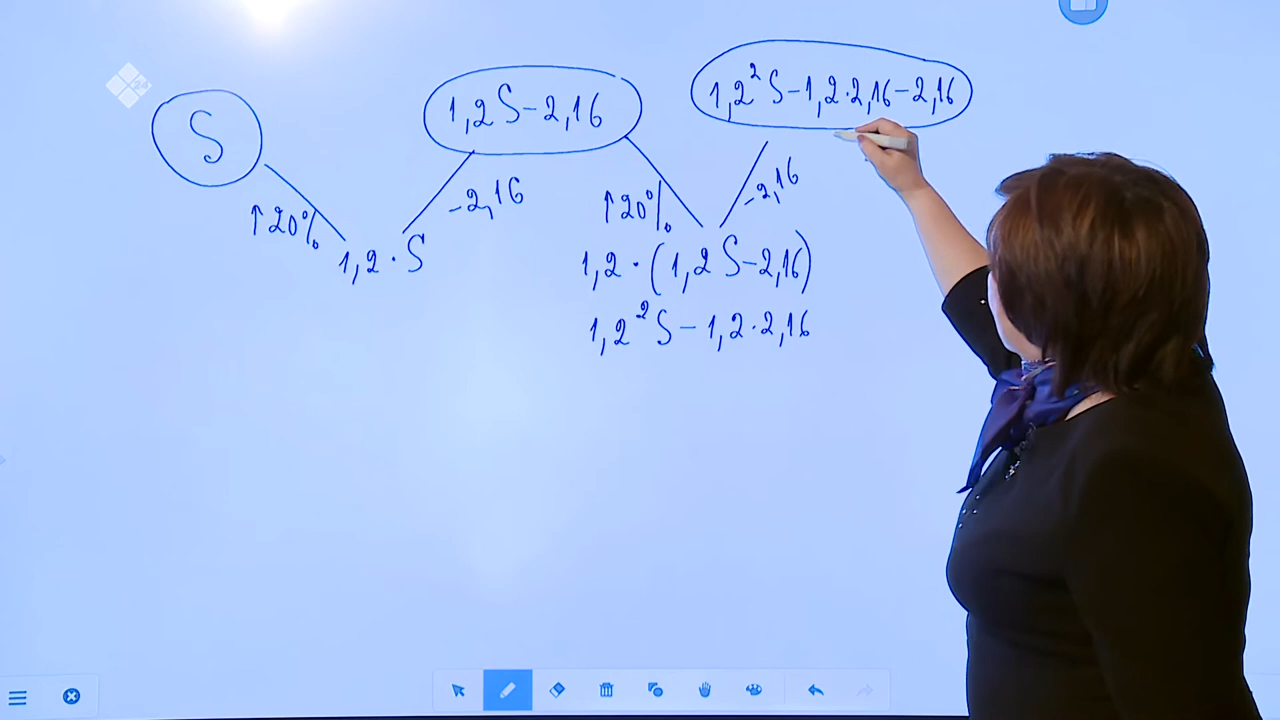 S
1,2S-2,16
1,2²S-1,2·2,16-2,16
↑20%
-2,16
↑20%
-2,16
1,2·S
1,2·(1,2S-2,16)
1,2²S-1,2·2,16
24